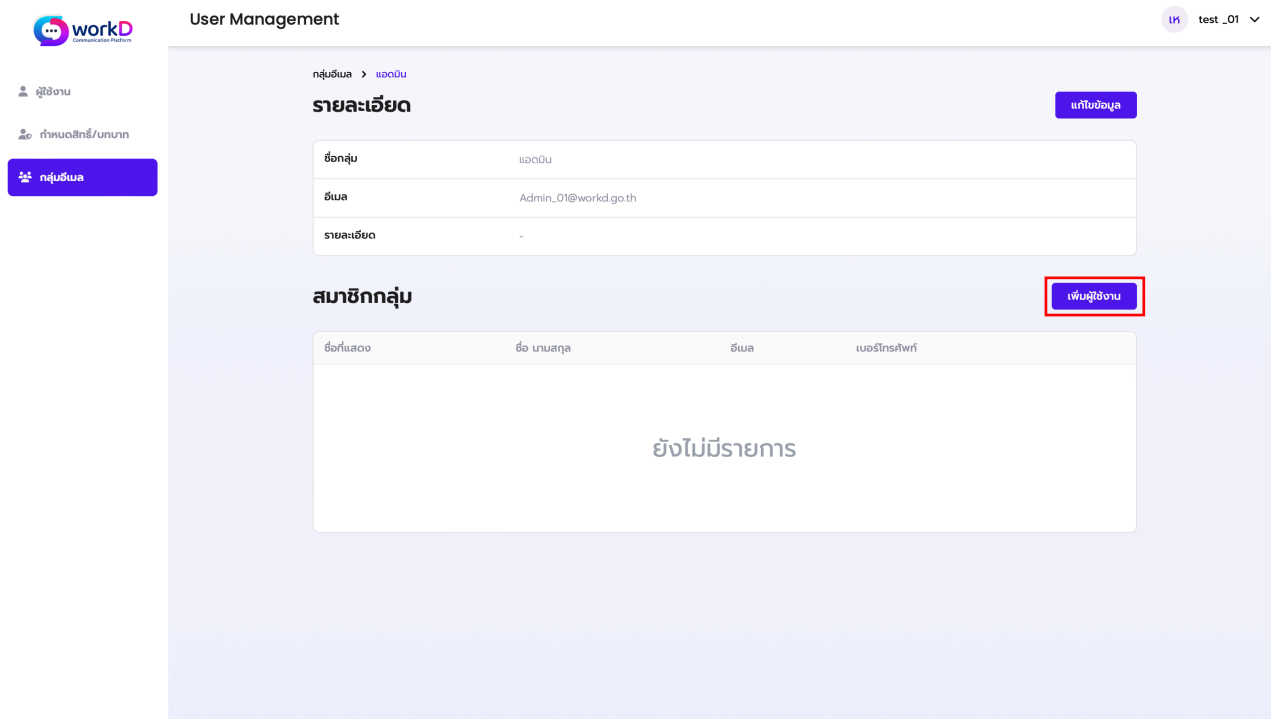 workD
Communication Platform
User Management
เห test _01
ผู้ใช้งาน
กำหนดสิทธิ์/บทบาท
กลุ่มอีเมล
กลุ่มอีเมล > แอดมิน
รายละเอียด
แก้ไขข้อมูล
ชื่อกลุ่ม แอดมิน
อีเมล Admin_01@workd.go.th
รายละเอียด -
สมาชิกกลุ่ม
เพิ่มผู้ใช้งาน
ชื่อที่แสดง ชื่อ นามสกุล อีเมล เบอร์โทรศัพท์
ยังไม่มีรายการ